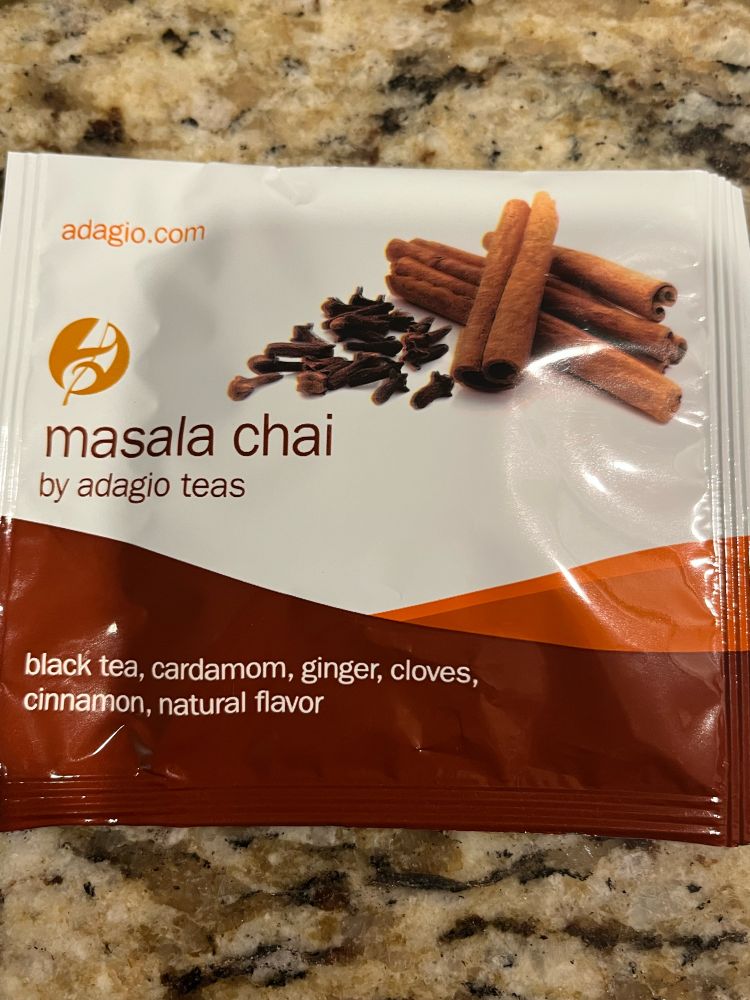 adagio.com
masala chai
by adagio teas
black tea, cardamom, ginger, cloves,
cinnamon, natural flavor